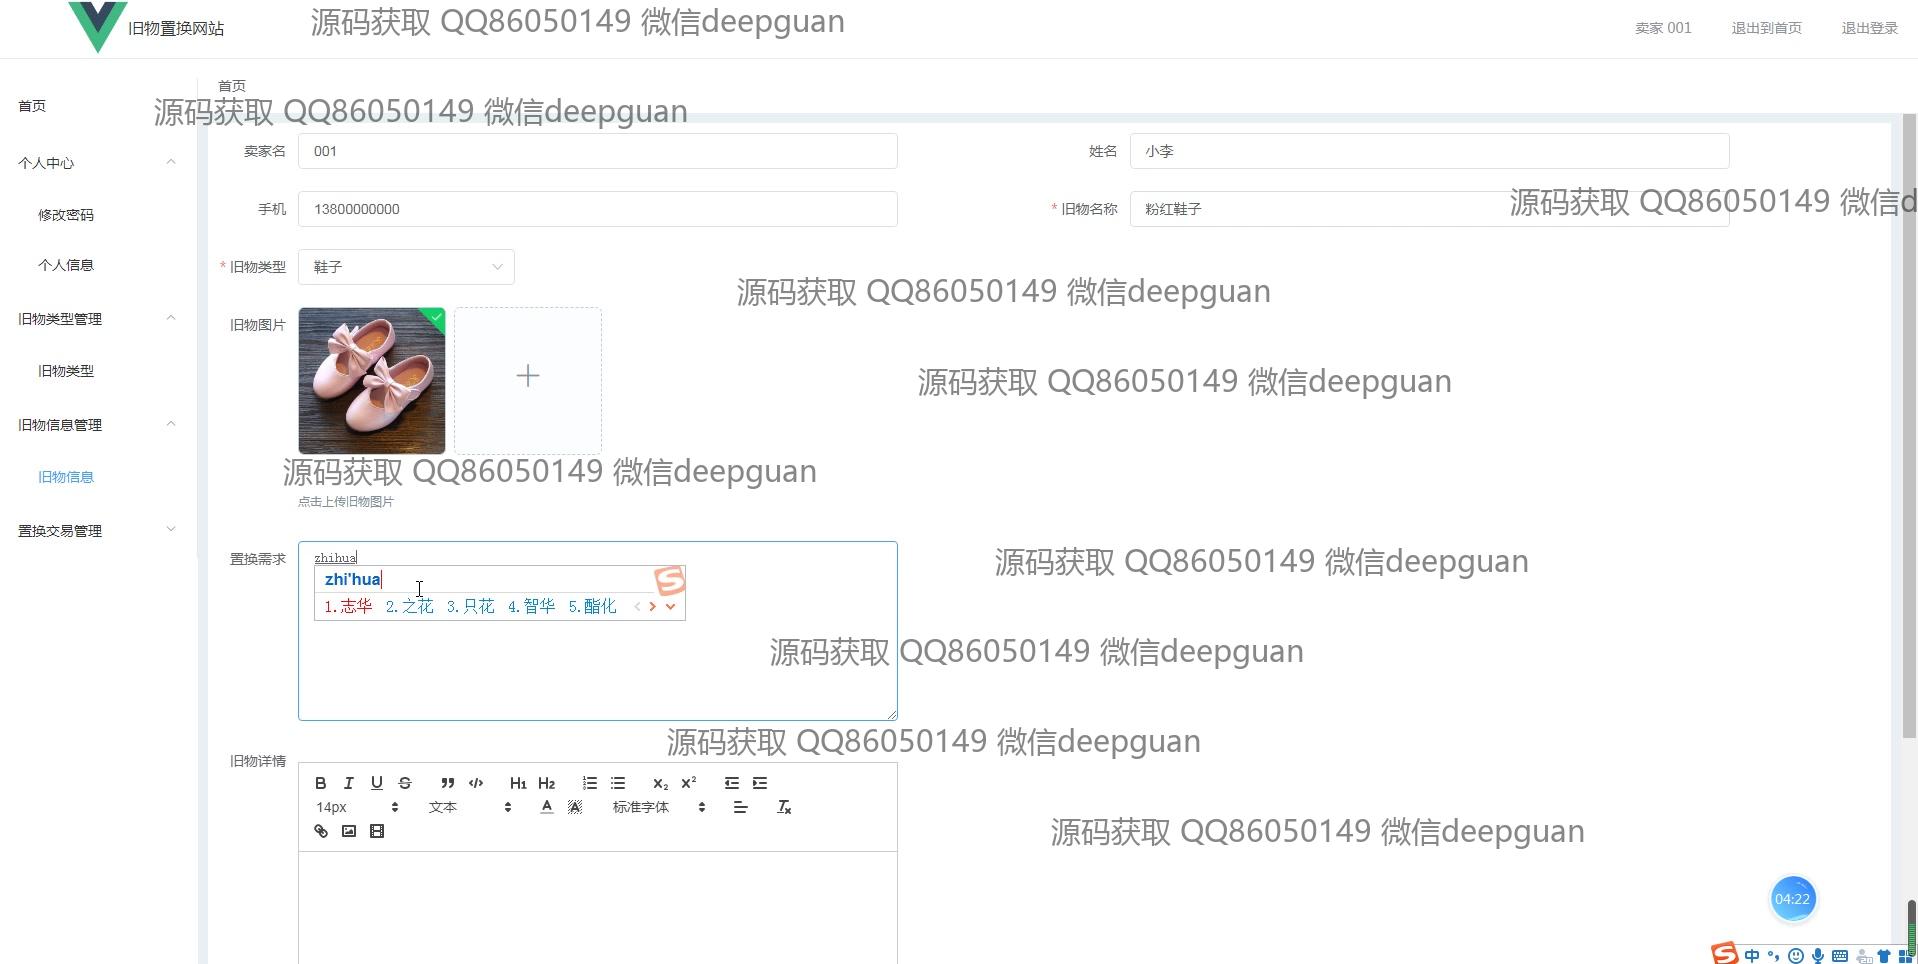 旧物置换网站
源码获取 QQ86050149 微信deepguan
卖家 001
退出到首页
退出登录
首页
首页
源码获取 QQ86050149 微信deepguan
个人中心
修改密码
个人信息
旧物类型管理
旧物类型
旧物信息管理
旧物信息
置换交易管理
卖家名
001
姓名
小李
手机
13800000000
* 旧物名称
粉红鞋子
源码获取 QQ86050149 微信d
* 旧物类型
鞋子
源码获取 QQ86050149 微信deepguan
旧物图片
源码获取 QQ86050149 微信deepguan
源码获取 QQ86050149 微信deepguan
点击上传旧物图片
置换需求
zhihua
zhi'hua
1.志华 2.之花 3.只花 4.智华 5.酯化
源码获取 QQ86050149 微信deepguan
源码获取 QQ86050149 微信deepguan
源码获取 QQ86050149 微信deepguan
旧物详情
B I U S H1 H2 x2 x2
14px 文本 A A 标准字体
源码获取 QQ86050149 微信deepguan
04:22
中